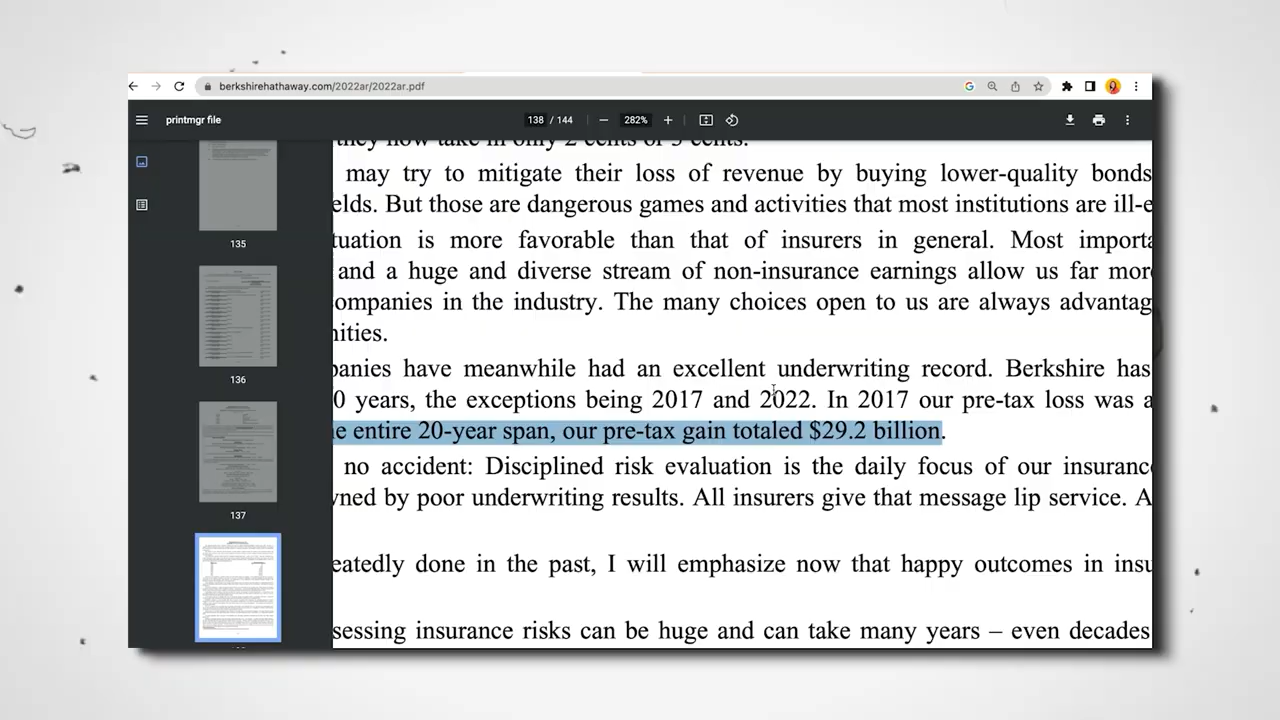 berkshirehathaway.com/2022ar/2022ar.pdf
printmgr file
138 / 144
282%
they now take in only 2 cents or 3 cents.
may try to mitigate their loss of revenue by buying lower-quality bonds
elds. But those are dangerous games and activities that most institutions are ill-e
tuation is more favorable than that of insurers in general. Most importa
and a huge and diverse stream of non-insurance earnings allow us far more
companies in the industry. The many choices open to us are always advantag
nities.
panies have meanwhile had an excellent underwriting record. Berkshire has
0 years, the exceptions being 2017 and 2022. In 2017 our pre-tax loss was a
e entire 20-year span, our pre-tax gain totaled $29.2 billion.
no accident: Disciplined risk evaluation is the daily focus of our insurance
wned by poor underwriting results. All insurers give that message lip service. A
eatedly done in the past, I will emphasize now that happy outcomes in insu
ssessing insurance risks can be huge and can take many years – even decades
135
136
137